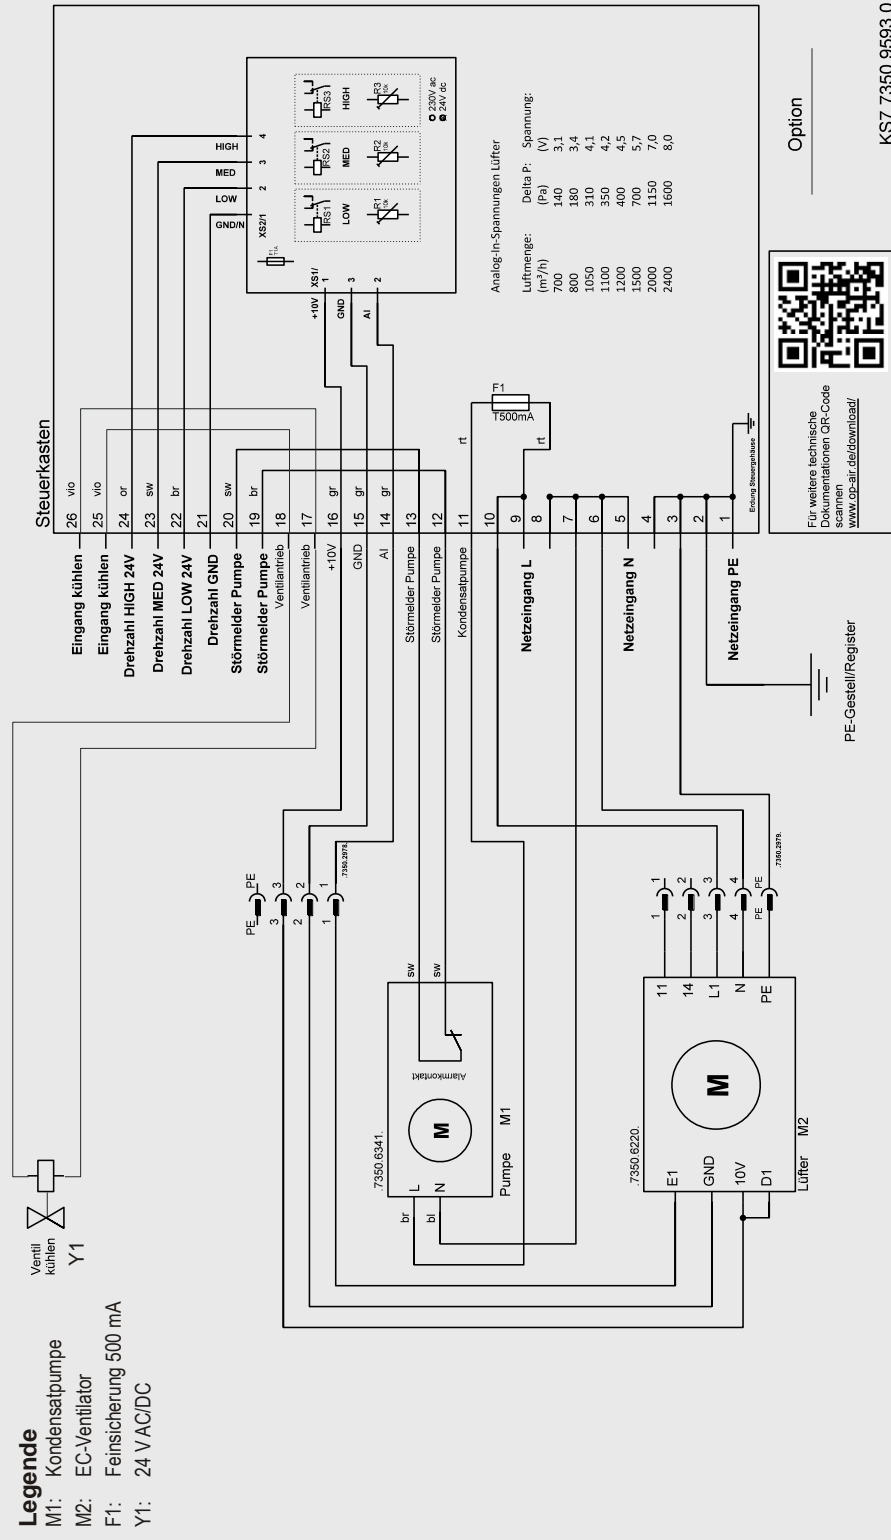 Steuerkasten
26 vio Eingang kühlen
25 vio Eingang kühlen
24 or Drehzahl HIGH 24V
23 sw Drehzahl MED 24V
22 br Drehzahl LOW 24V
21 Drehzahl GND
20 sw Störmelder Pumpe
19 br Störmelder Pumpe
18 Ventilantrieb
17 Ventilantrieb
16 gr +10V
15 gr GND
14 gr AI
13 Störmelder Pumpe
12 Störmelder Pumpe
11 Kondensatpumpe
10
9 Netzeingang L
8
7
6
5 Netzeingang N
4
3
2
1 Netzeingang PE
HIGH 4
MED 3
LOW 2
GND/N XS2/1
F1
T1A
RS3 HIGH R3 10k
RS2 MED R2 10k
RS1 LOW R1 10k
230V ac
24V dc
XS1/
+10V 1
GND 3
AI 2
Analog-In-Spannungen Lüfter
Luftmenge: Delta P: Spannung:
(m³/h) (Pa) (V)
700 140 3,1
800 180 3,4
1050 310 4,1
1100 350 4,2
1200 400 4,5
1500 700 5,7
2000 1150 7,0
2400 1600 8,0
rt
F1
T500mA
rt
Erdung Steuergehäuse
Option
KS7.7350.9593.0
Für weitere technische
Dokumentationen QR-Code
scannen
www.op-air.de/download/
PE-Gestell/Register
PE PE
3 3
2 2
1 1
.7350.2978.
1 1
2 2
3 3
4 4
PE PE
.7350.2979.
.7350.6341.
sw
sw
Alarmkontakt
M
L br
N bl
Pumpe M1
.7350.6220.
11
14
L1
N
PE
M
E1
GND
10V
D1
Lüfter M2
Ventil
kühlen
Y1
Legende
M1: Kondensatpumpe
M2: EC-Ventilator
F1: Feinsicherung 500 mA
Y1: 24 V AC/DC